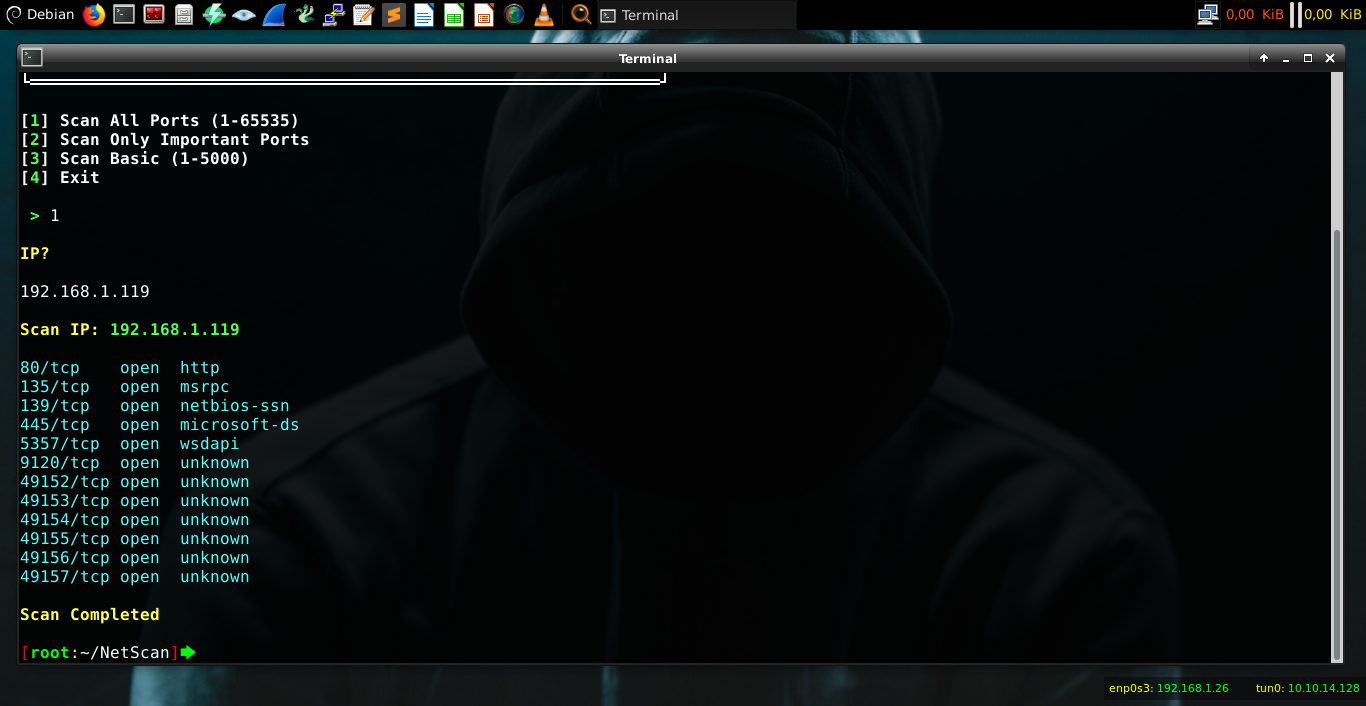 Debian
Terminal
0,00 KiB
0,00 KiB
Terminal
[1] Scan All Ports (1-65535)
[2] Scan Only Important Ports
[3] Scan Basic (1-5000)
[4] Exit
> 1
IP?
192.168.1.119
Scan IP: 192.168.1.119
80/tcp    open  http
135/tcp   open  msrpc
139/tcp   open  netbios-ssn
445/tcp   open  microsoft-ds
5357/tcp  open  wsdapi
9120/tcp  open  unknown
49152/tcp open  unknown
49153/tcp open  unknown
49154/tcp open  unknown
49155/tcp open  unknown
49156/tcp open  unknown
49157/tcp open  unknown
Scan Completed
[root:~/NetScan]
enp0s3: 192.168.1.26
tun0: 10.10.14.128